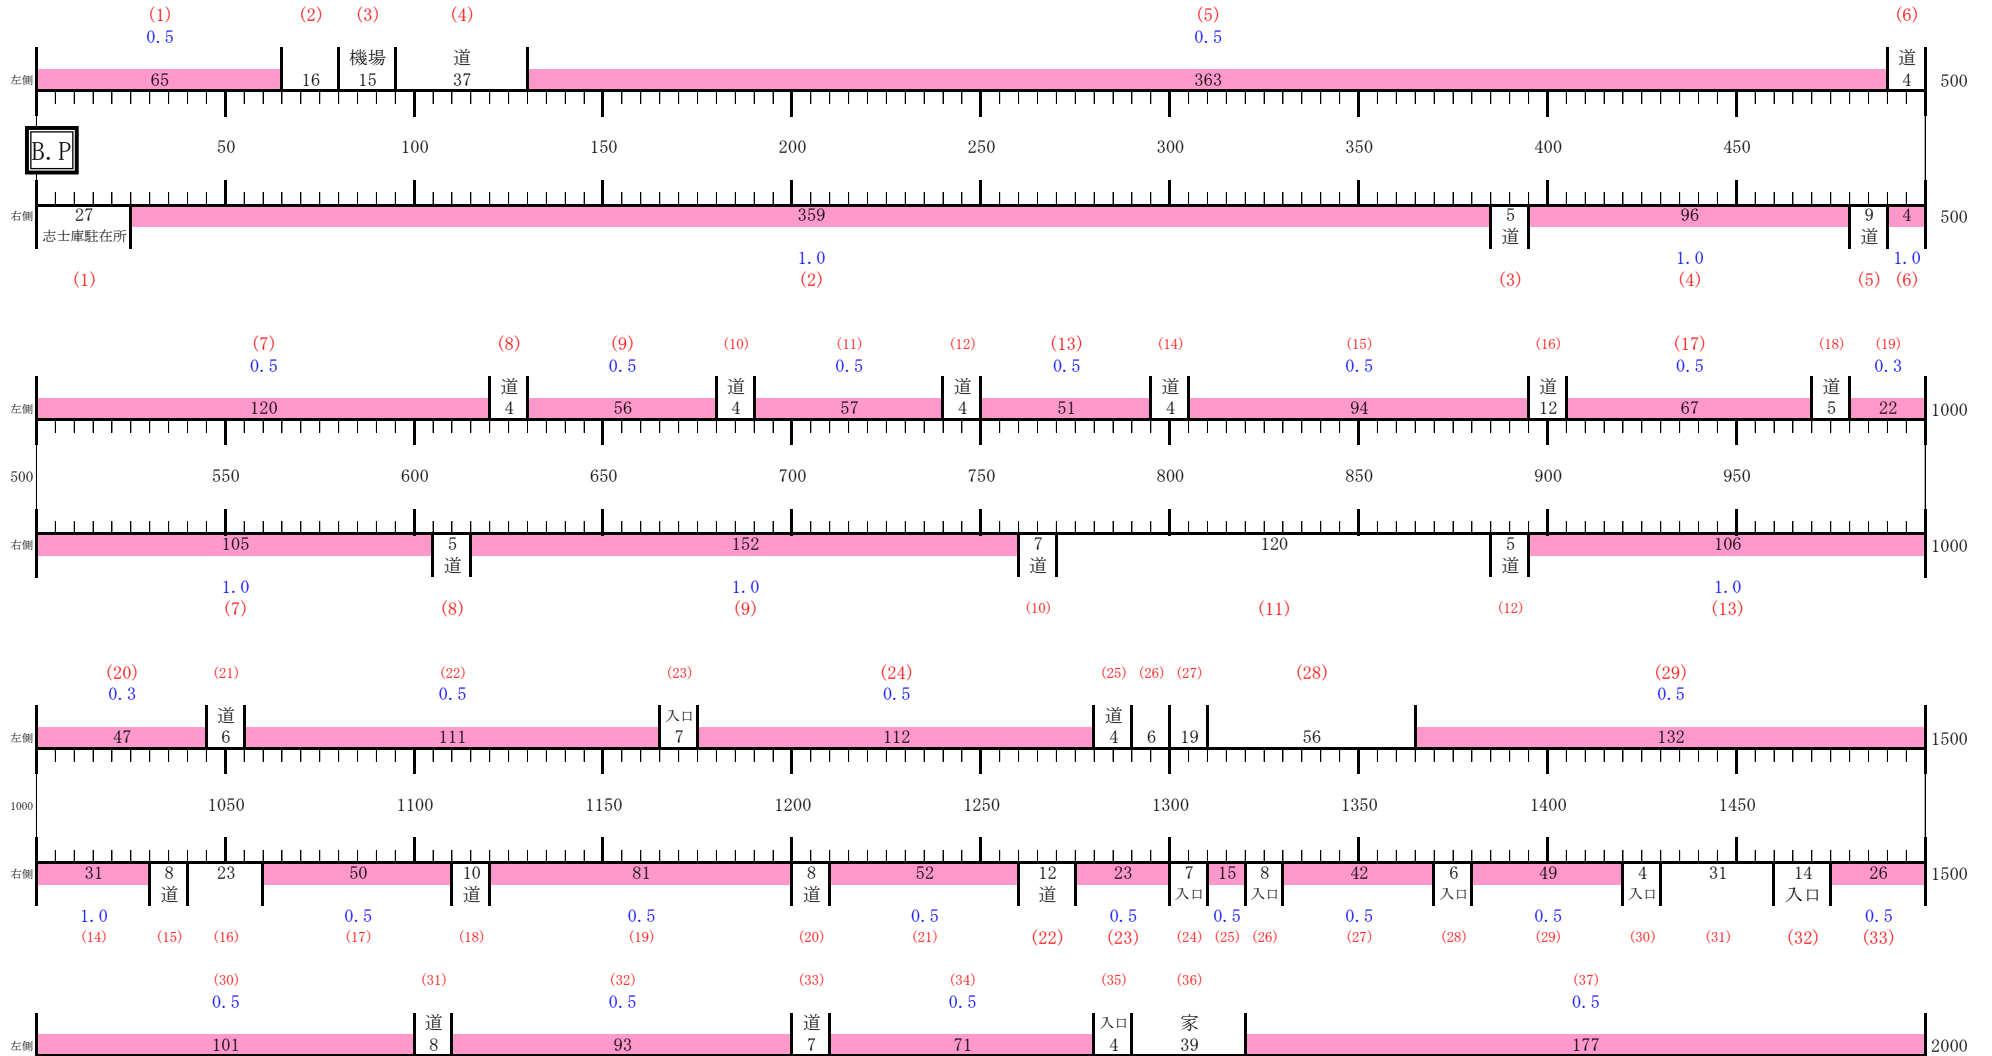 (1) (2) (3) (4) (5) (6)
0.5 0.5
機場 道 道
左側 65 16 15 37 363 4 500
B.P 50 100 150 200 250 300 350 400 450
右側 27 359 5 96 9 4 500
志士庫駐在所 道 道
1.0 1.0 1.0
(1) (2) (3) (4) (5) (6)
(7) (8) (9) (10) (11) (12) (13) (14) (15) (16) (17) (18) (19)
0.5 0.5 0.5 0.5 0.5 0.5 0.3
道 道 道 道 道 道
左側 120 4 56 4 57 4 51 4 94 12 67 5 22 1000
500 550 600 650 700 750 800 850 900 950
右側 105 5 152 7 120 5 106 1000
道 道 道
1.0 1.0 1.0
(7) (8) (9) (10) (11) (12) (13)
(20) (21) (22) (23) (24) (25) (26) (27) (28) (29)
0.3 0.5 0.5 0.5
道 入口 道
左側 47 6 111 7 112 4 6 19 56 132 1500
1000 1050 1100 1150 1200 1250 1300 1350 1400 1450
右側 31 8 23 50 10 81 8 52 12 23 7 15 8 42 6 49 4 31 14 26 1500
道 道 道 道 入口 入口 入口 入口 入口
1.0 0.5 0.5 0.5 0.5 0.5 0.5 0.5 0.5
(14) (15) (16) (17) (18) (19) (20) (21) (22) (23) (24) (25) (26) (27) (28) (29) (30) (31) (32) (33)
(30) (31) (32) (33) (34) (35) (36) (37)
0.5 0.5 0.5 0.5
道 道 入口 家
左側 101 8 93 7 71 4 39 177 2000